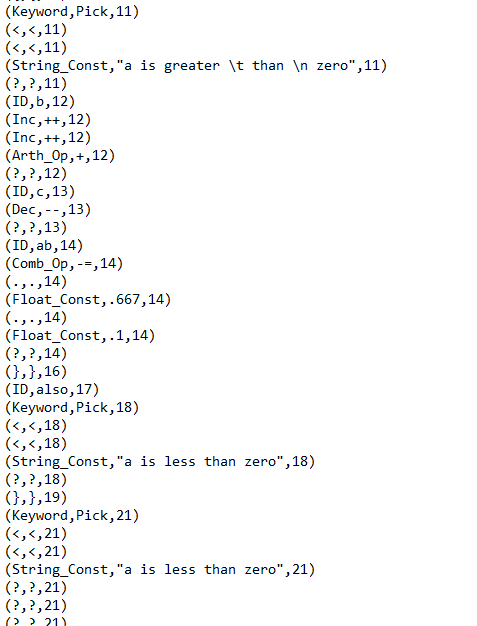 (Keyword,Pick,11)
(<,<,11)
(<,<,11)
(String_Const,"a is greater \t than \n zero",11)
(?,?,11)
(ID,b,12)
(Inc,++,12)
(Inc,++,12)
(Arth_Op,+,12)
(?,?,12)
(ID,c,13)
(Dec,--,13)
(?,?,13)
(ID,ab,14)
(Comb_Op,-=,14)
(.,.,14)
(Float_Const,.667,14)
(.,.,14)
(Float_Const,.1,14)
(?,?,14)
(},},16)
(ID,also,17)
(Keyword,Pick,18)
(<,<,18)
(<,<,18)
(String_Const,"a is less than zero",18)
(?,?,18)
(},},19)
(Keyword,Pick,21)
(<,<,21)
(<,<,21)
(String_Const,"a is less than zero",21)
(?,?,21)
(?,?,21)
(?,?,21)